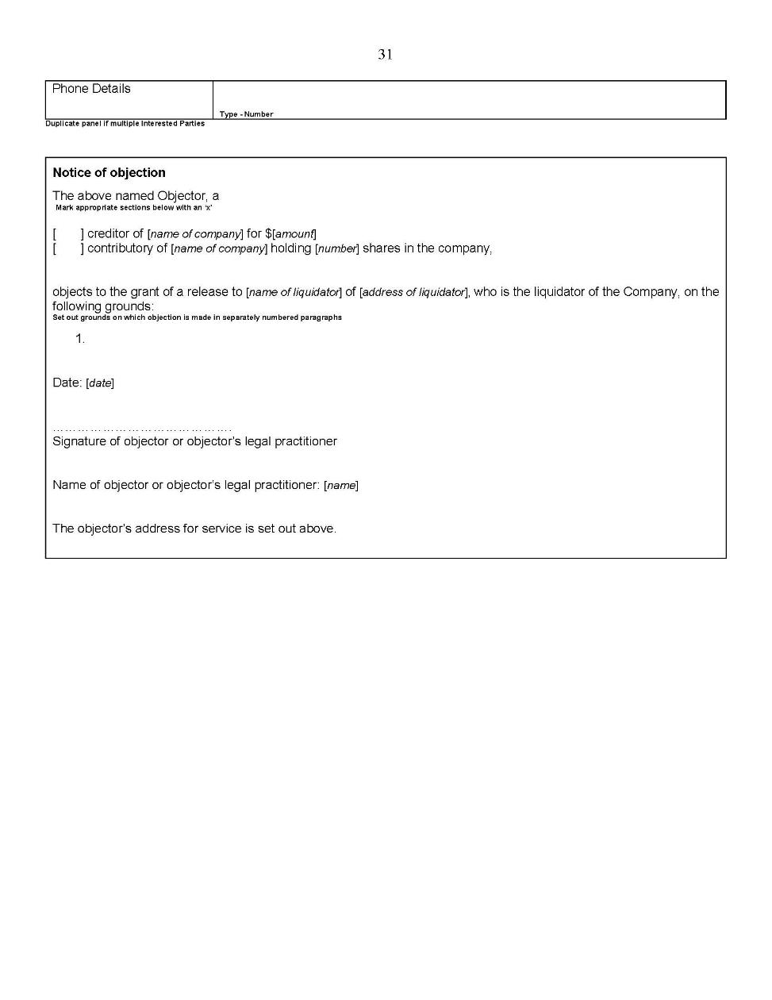 31
Phone Details
Type - Number
Duplicate panel if multiple Interested Parties
Notice of objection
The above named Objector, a
Mark appropriate sections below with an ‘x’
[ ] creditor of [name of company] for $[amount]
[ ] contributory of [name of company] holding [number] shares in the company,
objects to the grant of a release to [name of liquidator] of [address of liquidator], who is the liquidator of the Company, on the
following grounds:
Set out grounds on which objection is made in separately numbered paragraphs
1.
Date: [date]
…………………………………….
Signature of objector or objector’s legal practitioner
Name of objector or objector’s legal practitioner: [name]
The objector’s address for service is set out above.